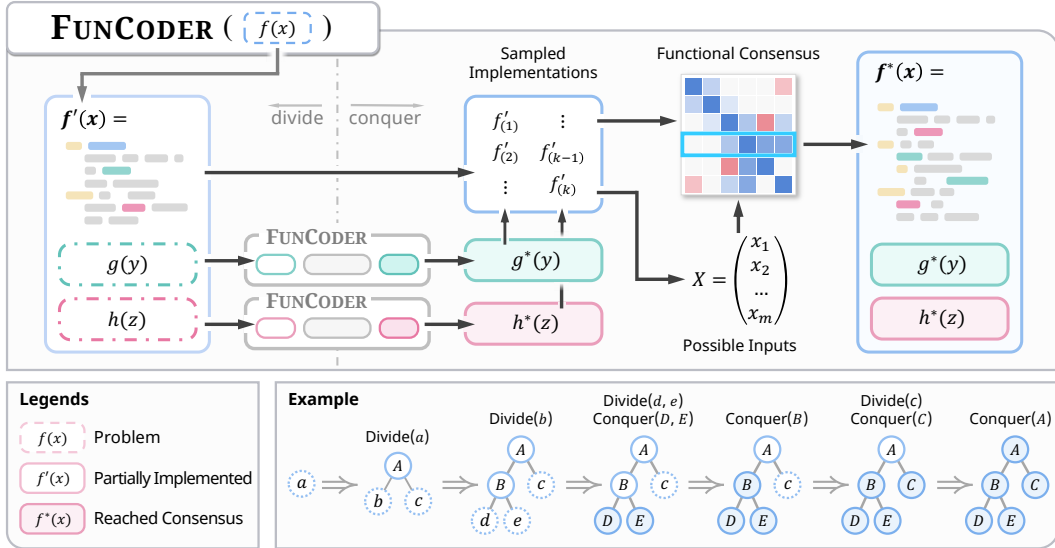 FUNCODER ( f(x) )
f′(x) =
divide
conquer
g(y)
h(z)
FUNCODER
FUNCODER
Sampled
Implementations
f′(1) ⋮
f′(2) f′(k−1)
⋮ f′(k)
g*(y)
h*(z)
Functional Consensus
X = (x1
x2
...
xm)
Possible Inputs
f*(x) =
g*(y)
h*(z)
Legends
f(x) Problem
f′(x) Partially Implemented
f*(x) Reached Consensus
Example
a
Divide(a)
A
b c
Divide(b)
A
B c
d e
Divide(d, e)
Conquer(D, E)
A
B c
D E
Conquer(B)
A
B c
D E
Divide(c)
Conquer(C)
A
B C
D E
Conquer(A)
A
B C
D E